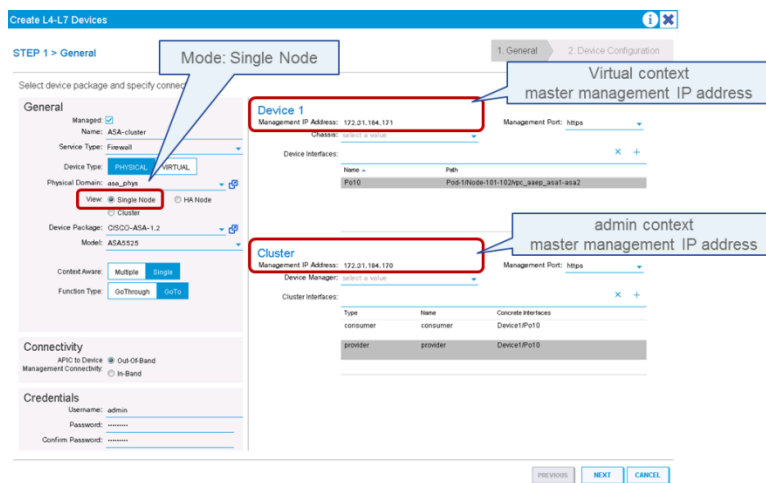 Create L4-L7 Devices
STEP 1 > General
1. General
2. Device Configuration
Mode: Single Node
Virtual context
master management IP address
Select device package and specify connec
General
Managed:
Name: ASA-cluster
Service Type: Firewall
Device Type: PHYSICAL VIRTUAL
Physical Domain: asa_phys
View: Single Node HA Node
Cluster
Device Package: CISCO-ASA-1.2
Model: ASA5525
Context Aware: Multiple Single
Function Type: GoThrough GoTo
Connectivity
APIC to Device
Management Connectivity: Out-Of-Band
In-Band
Credentials
Username: admin
Password: ••••••••
Confirm Password: ••••••••
Device 1
Management IP Address: 172.31.184.171 Management Port: https
Chassis: select a value
Device Interfaces:
Name Path
Po10 Pod-1/Node-101-102/vpc_asep_asa1-asa2
admin context
master management IP address
Cluster
Management IP Address: 172.31.184.170 Management Port: https
Device Manager: select a value
Cluster Interfaces:
Type Name Concrete Interfaces
consumer consumer Device1/Po10
provider provider Device1/Po10
PREVIOUS NEXT CANCEL